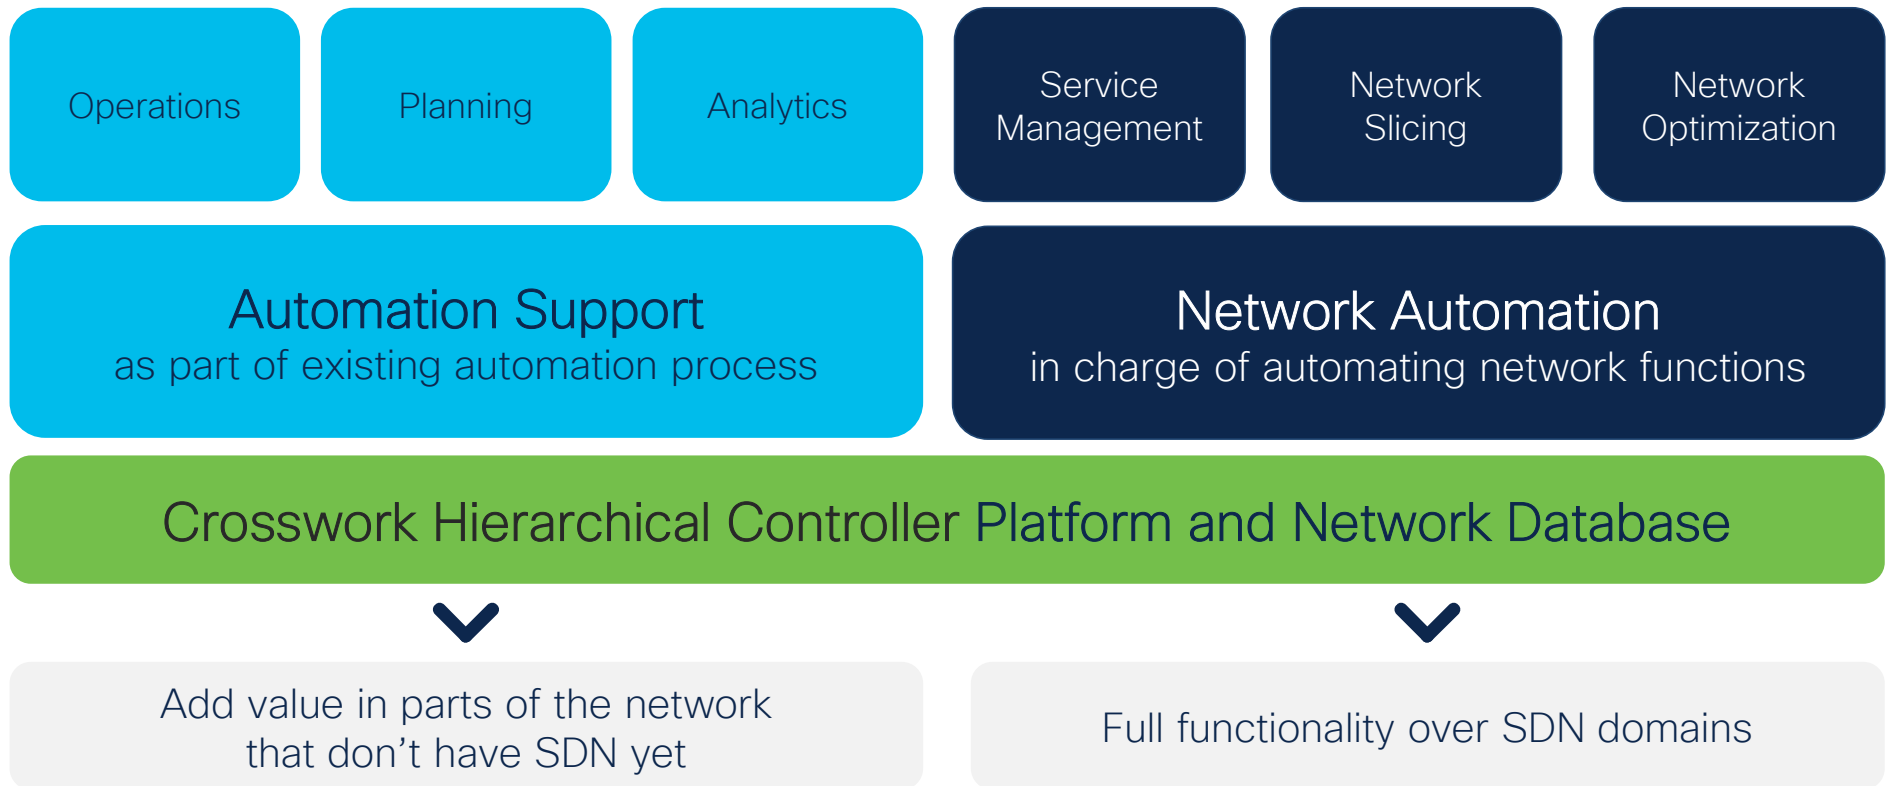 Operations
Planning
Analytics
Service
Management
Network
Slicing
Network
Optimization
Automation Support
as part of existing automation process
Network Automation
in charge of automating network functions
Crosswork Hierarchical Controller Platform and Network Database
Add value in parts of the network
that don’t have SDN yet
Full functionality over SDN domains